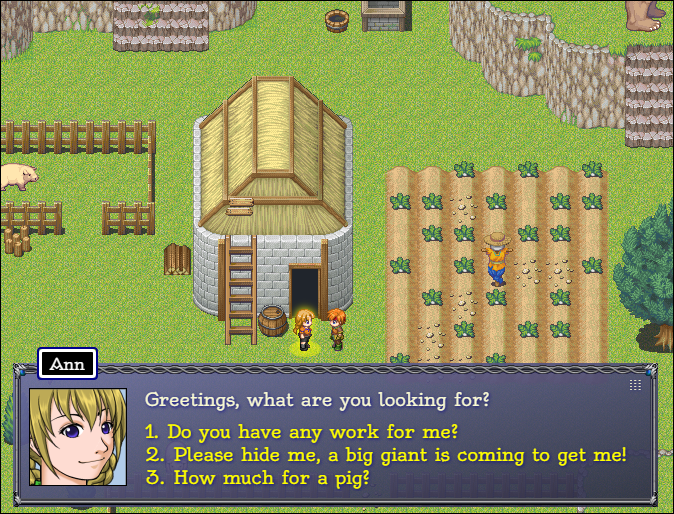 Ann
Greetings, what are you looking for?
1. Do you have any work for me?
2. Please hide me, a big giant is coming to get me!
3. How much for a pig?